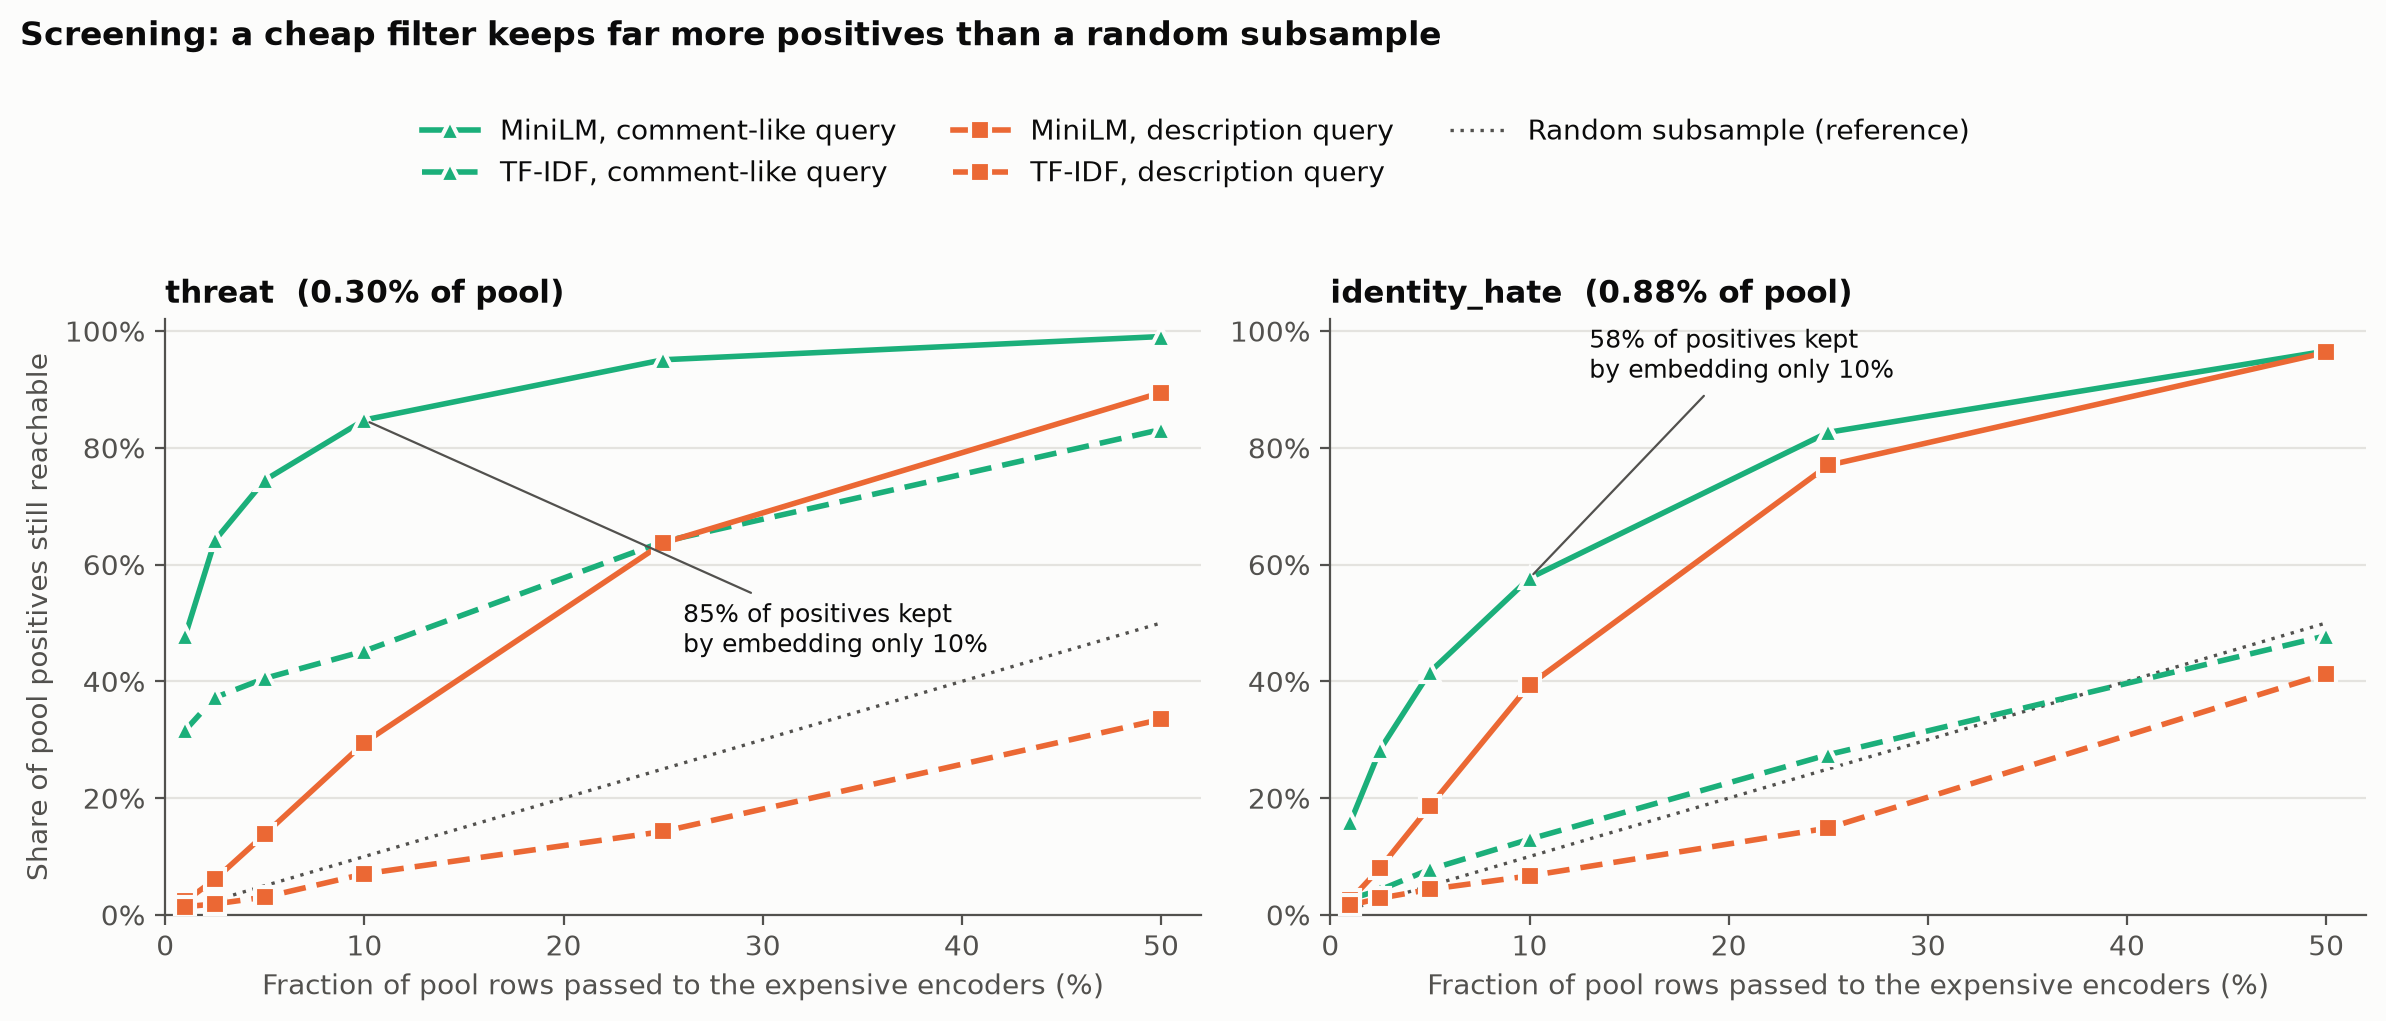 Screening: a cheap filter keeps far more positives than a random subsample
MiniLM, comment-like query
MiniLM, description query
Random subsample (reference)
TF-IDF, comment-like query
TF-IDF, description query
threat (0.30% of pool)
100%
80%
60%
40%
20%
0%
Share of pool positives still reachable
85% of positives kept
by embedding only 10%
0 10 20 30 40 50
Fraction of pool rows passed to the expensive encoders (%)
identity_hate (0.88% of pool)
100%
80%
60%
40%
20%
0%
58% of positives kept
by embedding only 10%
0 10 20 30 40 50
Fraction of pool rows passed to the expensive encoders (%)